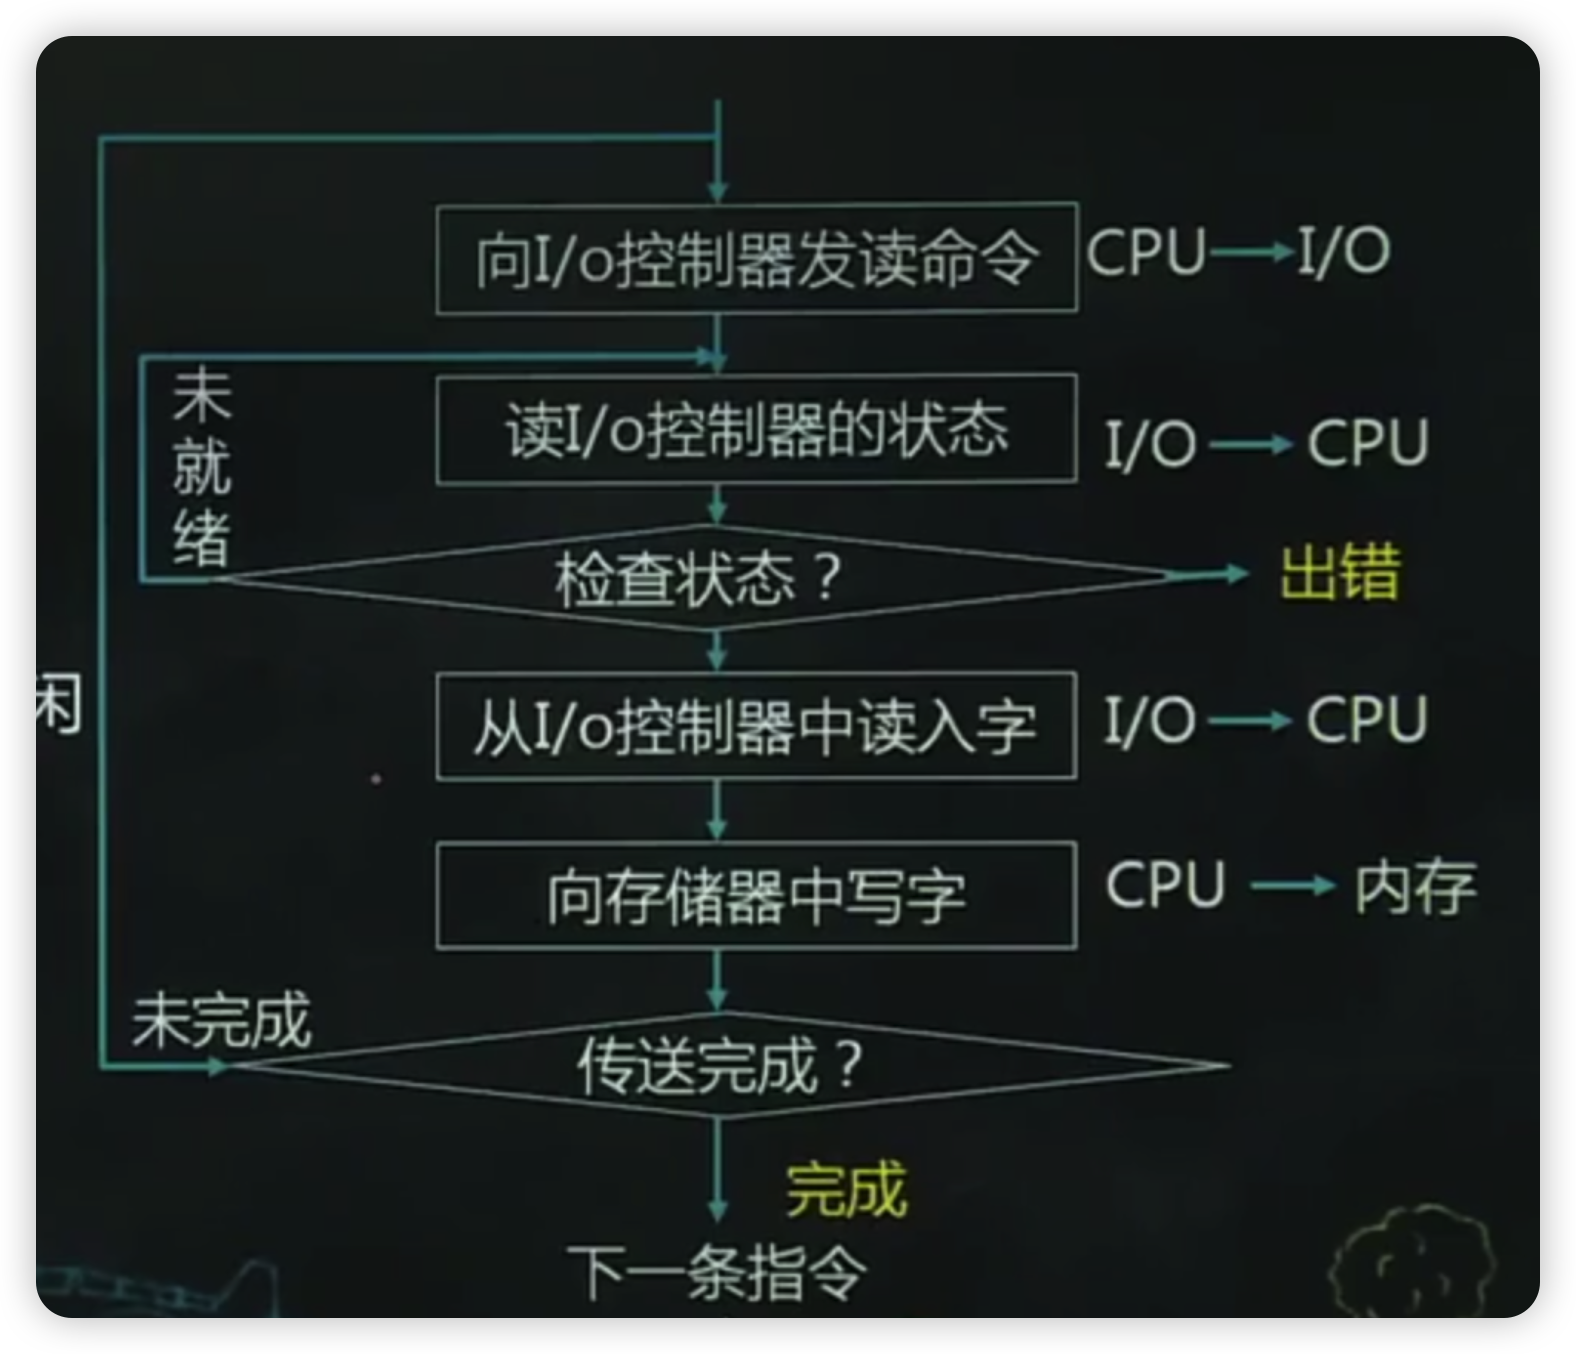 向I/o控制器发读命令 CPU I/O
未就绪
读I/o控制器的状态 I/O CPU
检查状态？ 出错
从I/o控制器中读入字 I/O CPU
向存储器中写字 CPU 内存
未完成
传送完成？
完成
下一条指令